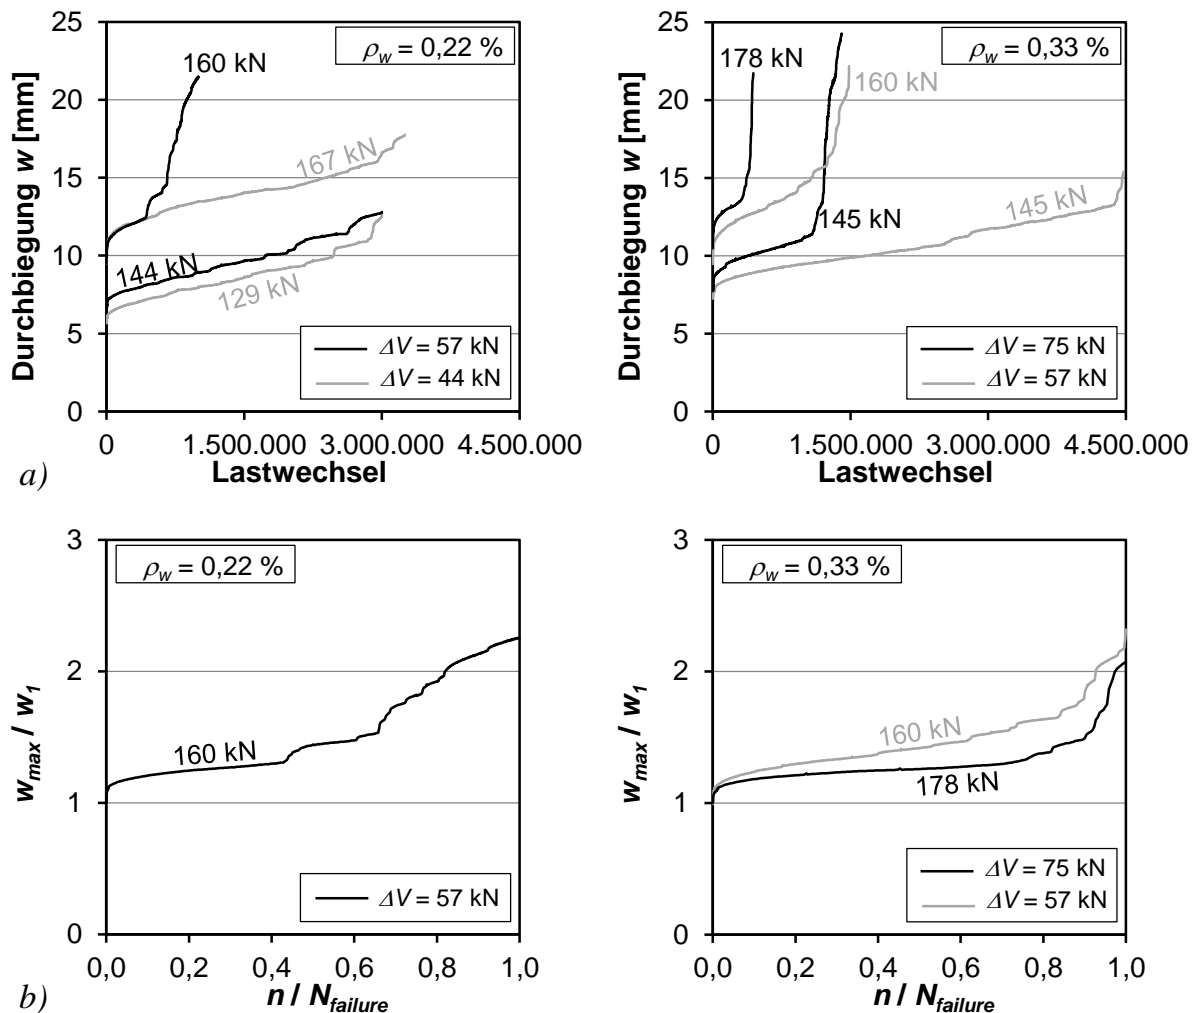 25
20
15
10
5
0
Durchbiegung w [mm]
ρw = 0,22 %
160 kN
167 kN
144 kN
129 kN
ΔV = 57 kN
ΔV = 44 kN
0 1.500.000 3.000.000 4.500.000
Lastwechsel
a)
25
20
15
10
5
0
Durchbiegung w [mm]
ρw = 0,33 %
178 kN
160 kN
145 kN
145 kN
ΔV = 75 kN
ΔV = 57 kN
0 1.500.000 3.000.000 4.500.000
Lastwechsel
3
2
1
0
wmax / w1
ρw = 0,22 %
160 kN
ΔV = 57 kN
0,0 0,2 0,4 0,6 0,8 1,0
n / Nfailure
b)
3
2
1
0
wmax / w1
ρw = 0,33 %
160 kN
178 kN
ΔV = 75 kN
ΔV = 57 kN
0,0 0,2 0,4 0,6 0,8 1,0
n / Nfailure